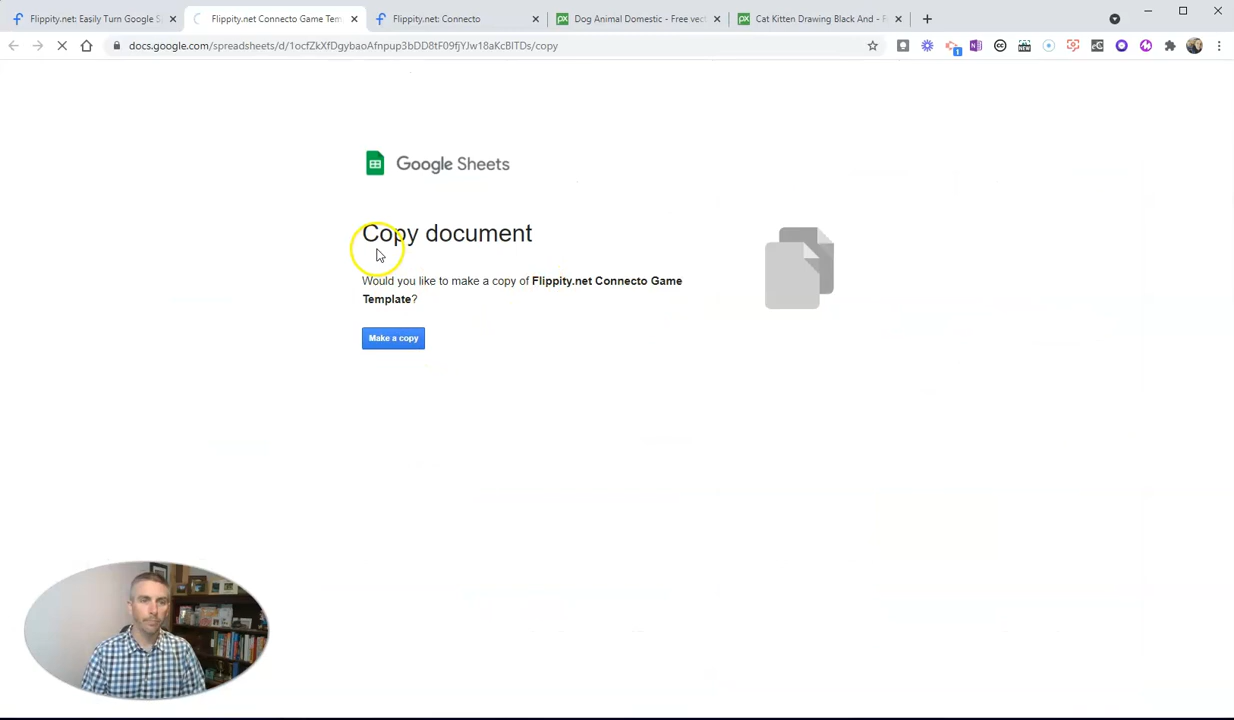 Flippity.net: Easily Turn Google S
Flippity.net Connecto Game Tem
Flippity.net: Connecto
Dog Animal Domestic - Free vect
Cat Kitten Drawing Black And - F
docs.google.com/spreadsheets/d/1ocfZkXfDgybaoAfnpup3bDD8tF09fjYJw18aKcBlTDs/copy
Google Sheets
Copy document
Would you like to make a copy of Flippity.net Connecto Game
Template?
Make a copy